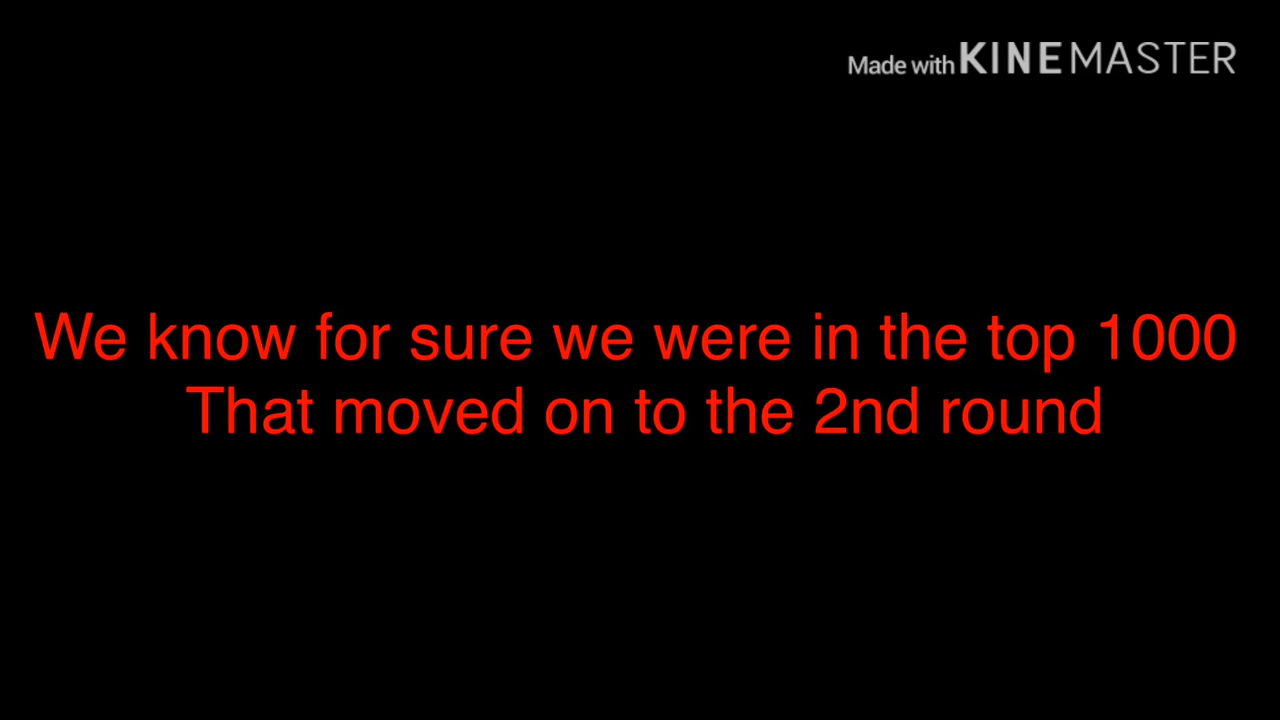 Made with KINEMASTER
We know for sure we were in the top 1000
That moved on to the 2nd round